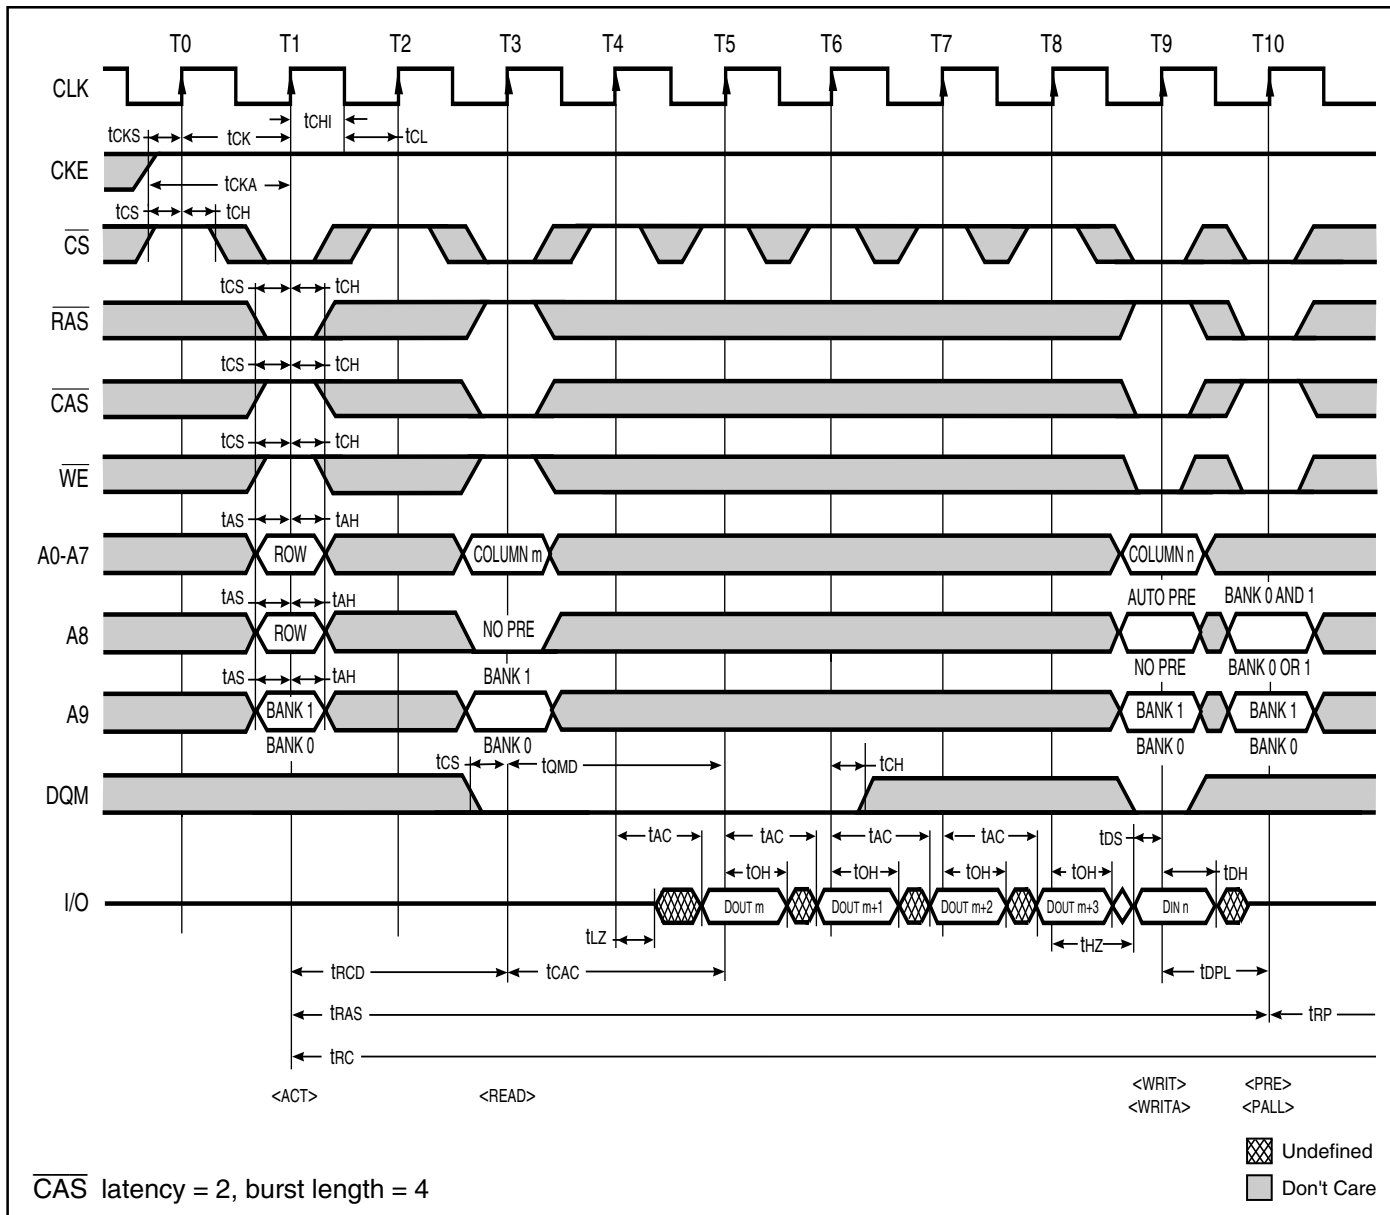 T0 T1 T2 T3 T4 T5 T6 T7 T8 T9 T10
CLK
tCKS tCK tCHI tCL
CKE
tCKA
tCS tCH
CS
tCS tCH
RAS
tCS tCH
CAS
tCS tCH
WE
tAS tAH
A0-A7 ROW COLUMN m COLUMN n
tAS tAH AUTO PRE BANK 0 AND 1
A8 ROW NO PRE
tAS tAH BANK 1 NO PRE BANK 0 OR 1
A9 BANK 1 BANK 1 BANK 1
BANK 0 BANK 0 BANK 0 BANK 0
tCS tQMD tCH
DQM
tAC tAC tAC tAC tDS
tOH tOH tOH tOH tDH
I/O DOUT m DOUT m+1 DOUT m+2 DOUT m+3 DIN n
tLZ tHZ
tRCD tCAC tDPL
tRAS tRP
tRC
<ACT> <READ> <WRIT> <PRE>
<WRITA> <PALL>
Undefined
CAS latency = 2, burst length = 4 Don't Care